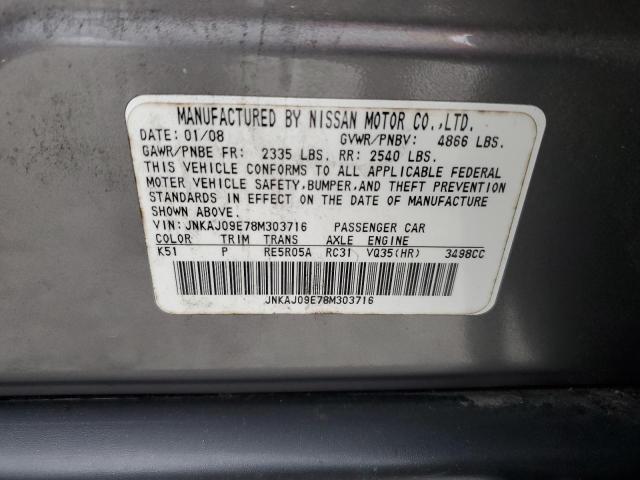 MANUFACTURED BY NISSAN MOTOR CO.,LTD.
DATE: 01/08 GVWR/PNBV: 4866 LBS.
GAWR/PNBE FR: 2335 LBS. RR: 2540 LBS.
THIS VEHICLE CONFORMS TO ALL APPLICABLE FEDERAL
MOTOR VEHICLE SAFETY,BUMPER,AND THEFT PREVENTION
STANDARDS IN EFFECT ON THE DATE OF MANUFACTURE
SHOWN ABOVE.
VIN: JNKAJ09E78M303716 PASSENGER CAR
COLOR TRIM TRANS AXLE ENGINE
K51 P RE5R05A RC31 VQ35(HR) 3498CC
JNKAJ09E78M303716